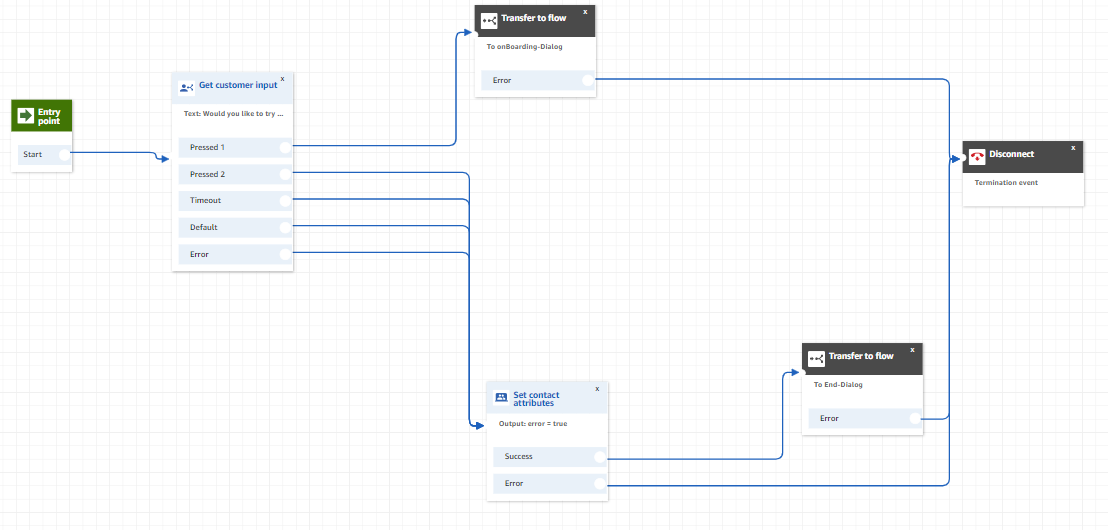 Transfer to flow
x
To onBoarding-Dialog
Error
Get customer input
x
Text: Would you like to try ...
Pressed 1
Pressed 2
Timeout
Default
Error
Entry
point
Start
Disconnect
x
Termination event
Transfer to flow
x
To End-Dialog
Error
Set contact
attributes
x
Output: error = true
Success
Error